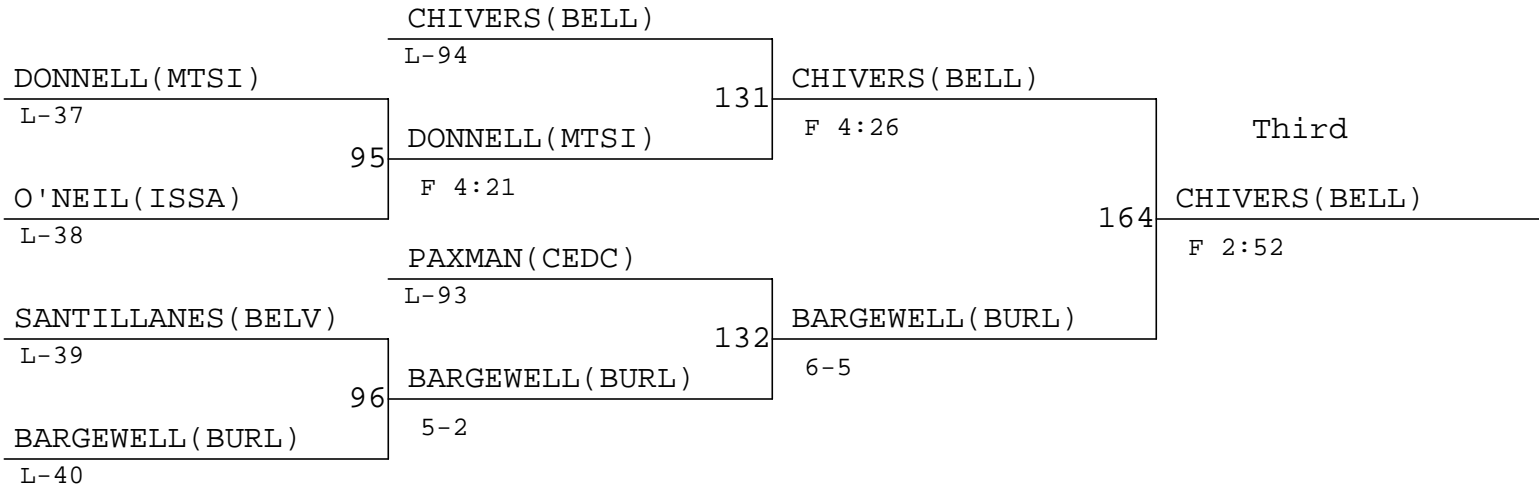 CHIVERS(BELL)
L-94
DONNELL(MTSI)
L-37
131
CHIVERS(BELL)
F 4:26
Third
95
DONNELL(MTSI)
F 4:21
O'NEIL(ISSA)
L-38
164
CHIVERS(BELL)
F 2:52
PAXMAN(CEDC)
L-93
SANTILLANES(BELV)
L-39
132
BARGEWELL(BURL)
6-5
96
BARGEWELL(BURL)
5-2
BARGEWELL(BURL)
L-40